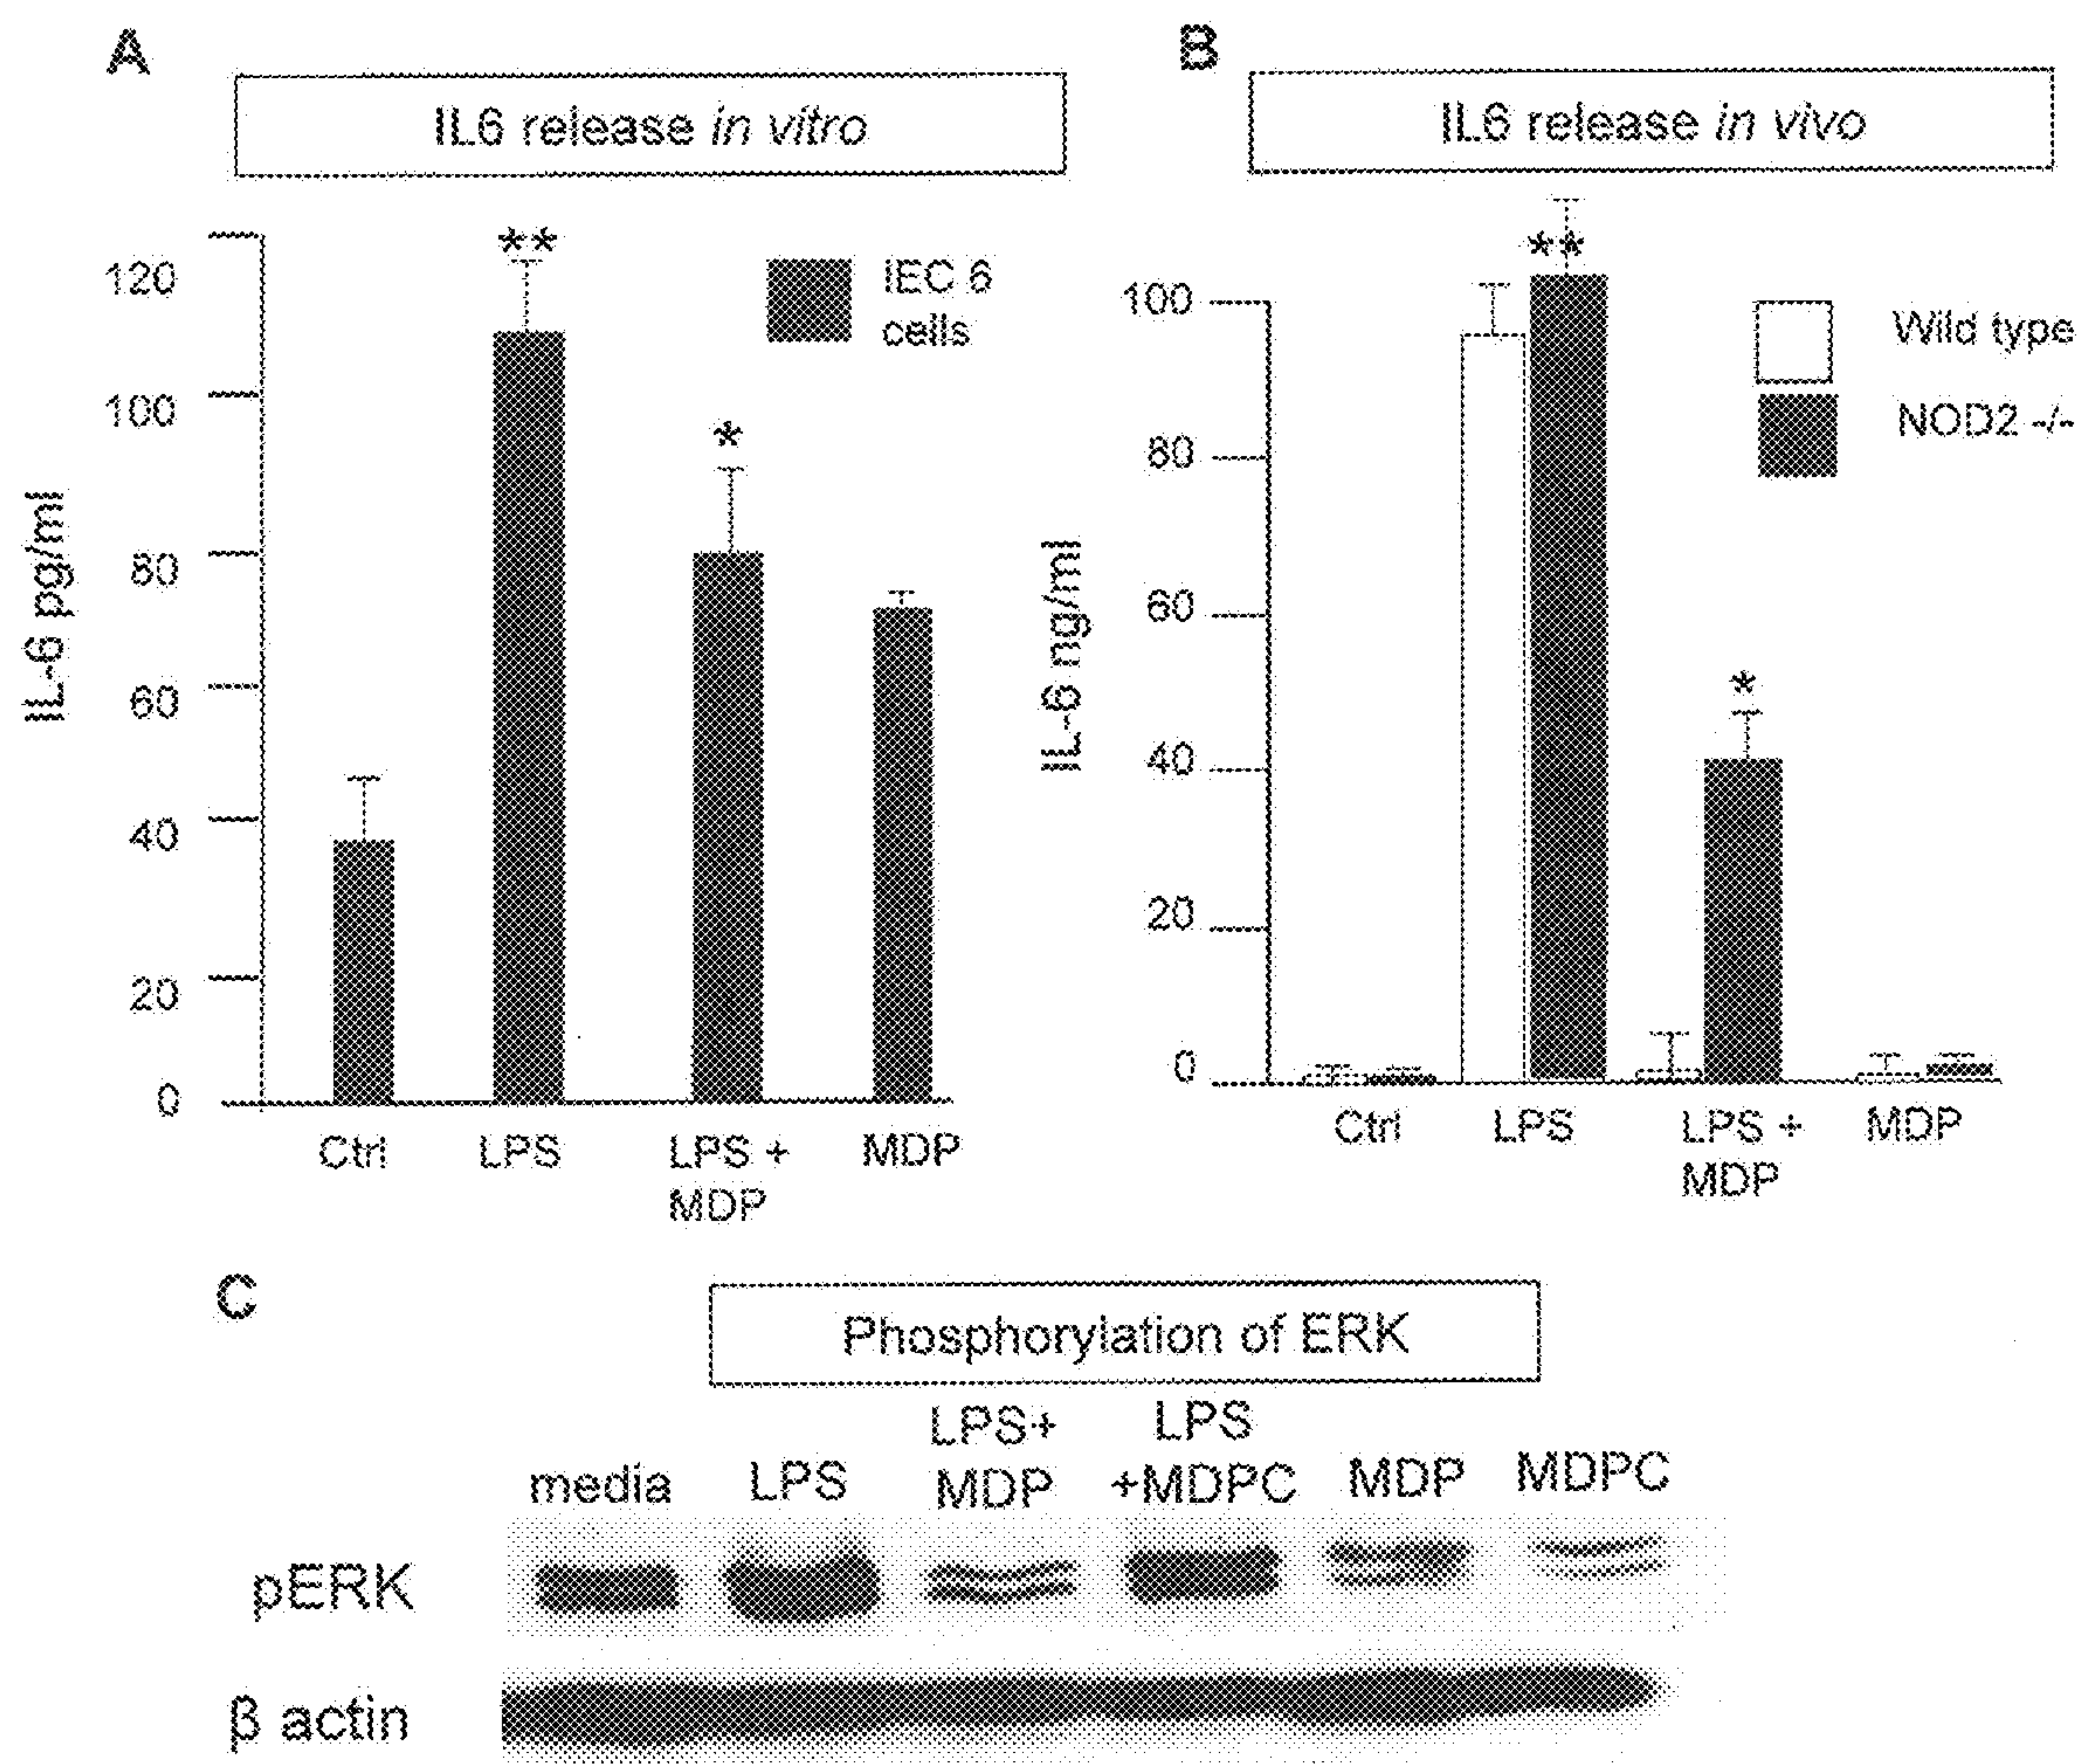 A
IL6 release in vitro
**
*
IEC 6
cells
120
100
80
60
40
20
0
IL-6 pg/ml
Ctrl
LPS
LPS +
MDP
MDP
B
IL6 release in vivo
**
*
Wild type
NOD2 -/-
100
80
60
40
20
0
IL-6 ng/ml
Ctrl
LPS
LPS +
MDP
MDP
C
Phosphorylation of ERK
media
LPS
LPS+
MDP
LPS
+MDPC
MDP
MDPC
pERK
β actin